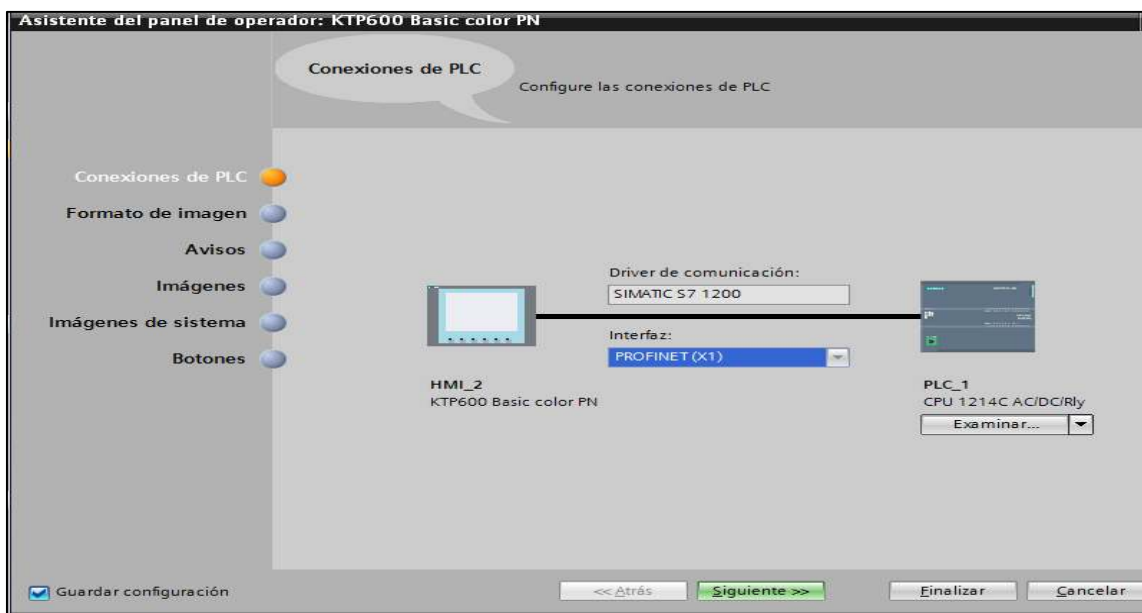 Asistente del panel de operador: KTP600 Basic color PN
Conexiones de PLC
Configure las conexiones de PLC
Conexiones de PLC
Formato de imagen
Avisos
Imágenes
Imágenes de sistema
Botones
Driver de comunicación:
SIMATIC S7 1200
Interfaz:
PROFINET (X1)
HMI_2
KTP600 Basic color PN
PLC_1
CPU 1214C AC/DC/Rly
Examinar...
Guardar configuración
<< Atrás
Siguiente >>
Finalizar
Cancelar